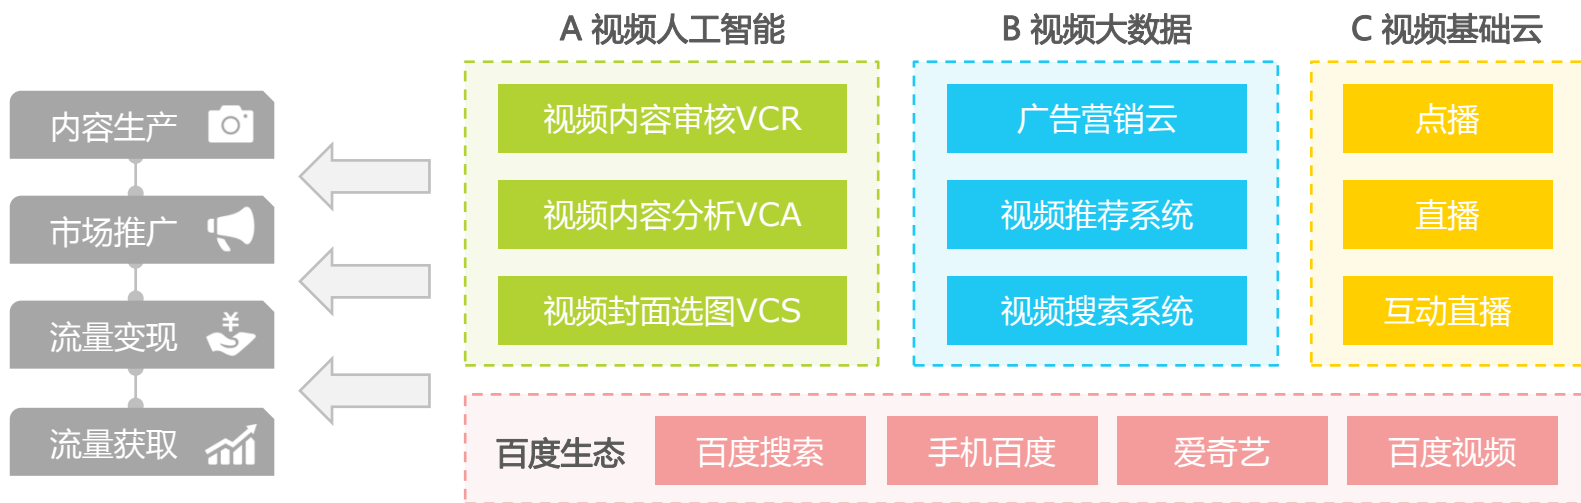 A 视频人工智能
B 视频大数据
C 视频基础云
内容生产
市场推广
流量变现
¥
流量获取
视频内容审核VCR
视频内容分析VCA
视频封面选图VCS
广告营销云
视频推荐系统
视频搜索系统
点播
直播
互动直播
百度生态
百度搜索
手机百度
爱奇艺
百度视频